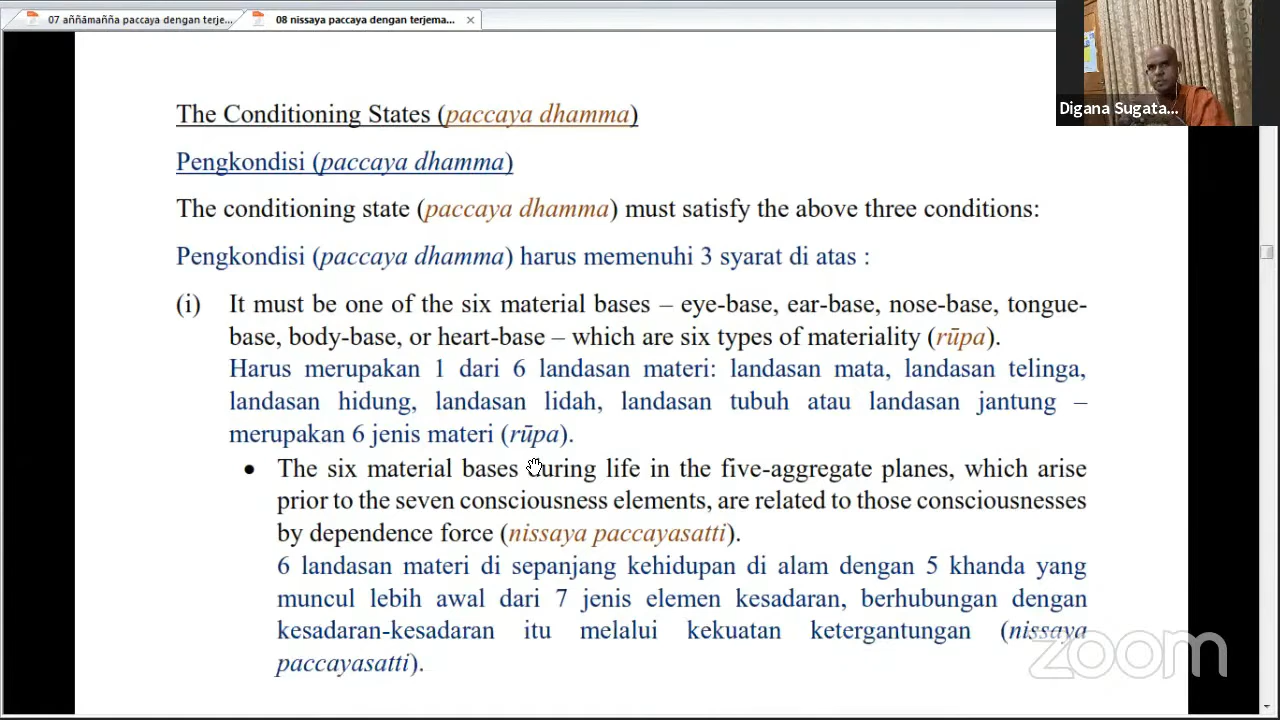 07 aññāmañña paccaya dengan terje...
08 nissaya paccaya dengan terjema...
Digana Sugata...
The Conditioning States (paccaya dhamma)
Pengkondisi (paccaya dhamma)
The conditioning state (paccaya dhamma) must satisfy the above three conditions:
Pengkondisi (paccaya dhamma) harus memenuhi 3 syarat di atas :
(i) It must be one of the six material bases – eye-base, ear-base, nose-base, tongue-
base, body-base, or heart-base – which are six types of materiality (rūpa).
Harus merupakan 1 dari 6 landasan materi: landasan mata, landasan telinga,
landasan hidung, landasan lidah, landasan tubuh atau landasan jantung –
merupakan 6 jenis materi (rūpa).
• The six material bases during life in the five-aggregate planes, which arise
prior to the seven consciousness elements, are related to those consciousnesses
by dependence force (nissaya paccayasatti).
6 landasan materi di sepanjang kehidupan di alam dengan 5 khanda yang
muncul lebih awal dari 7 jenis elemen kesadaran, berhubungan dengan
kesadaran-kesadaran itu melalui kekuatan ketergantungan (nissaya
paccayasatti).
zoom